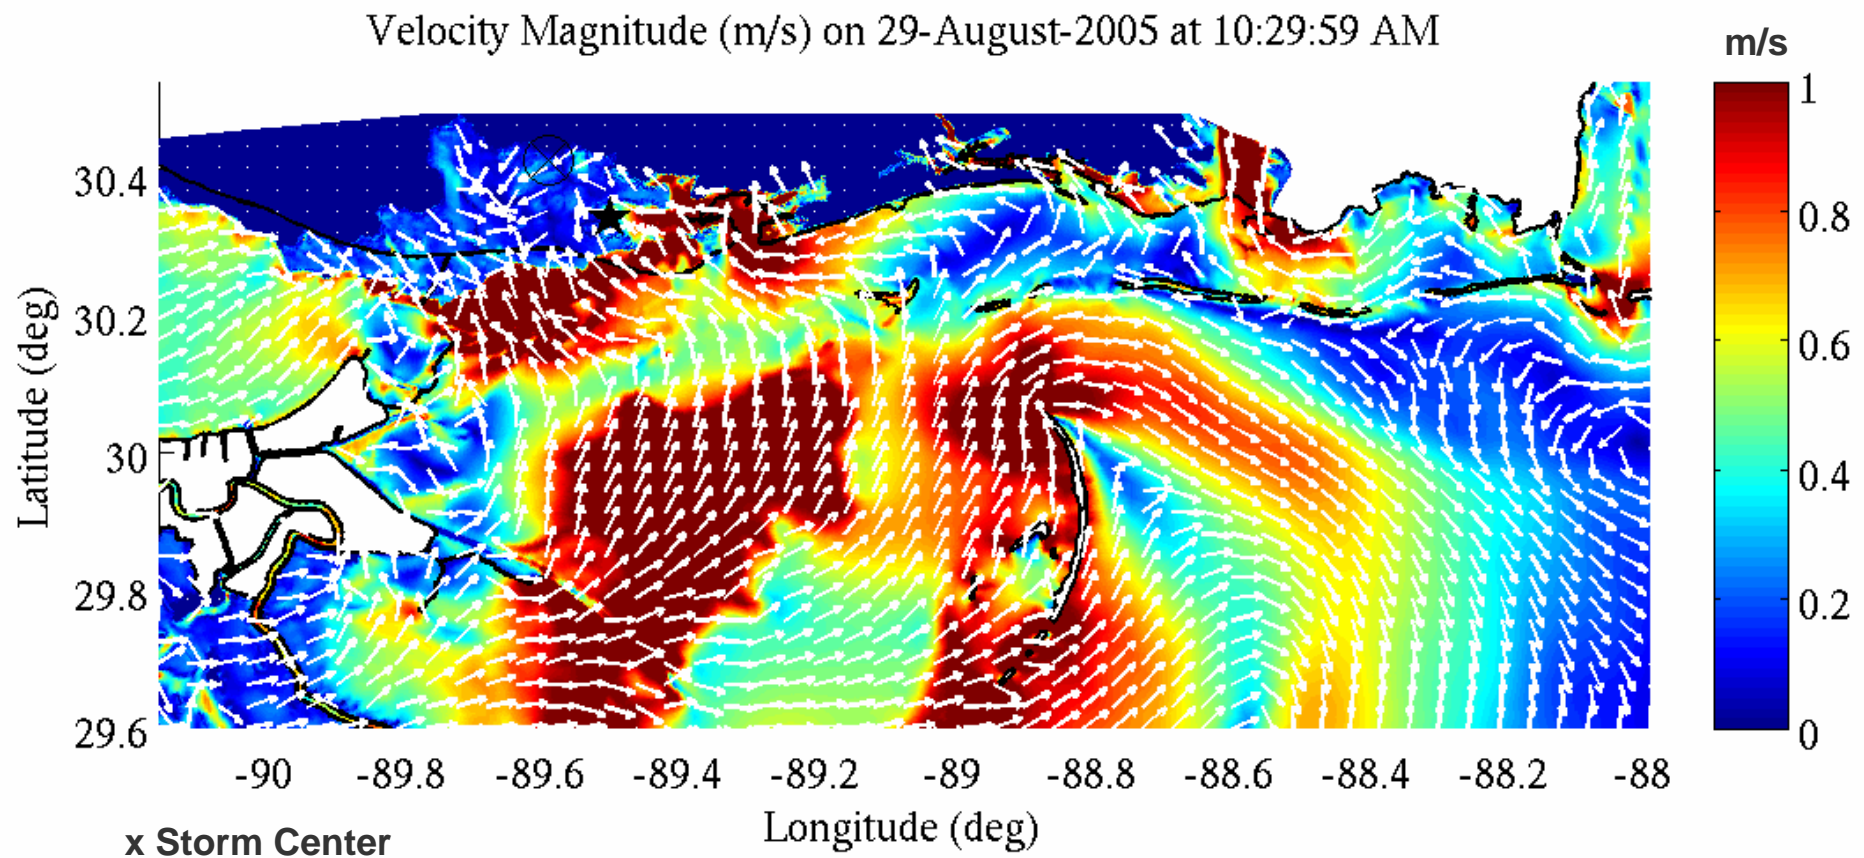 Velocity Magnitude (m/s) on 29-August-2005 at 10:29:59 AM
m/s
1
0.8
0.6
0.4
0.2
0
Latitude (deg)
30.4
30.2
30
29.8
29.6
-90 -89.8 -89.6 -89.4 -89.2 -89 -88.8 -88.6 -88.4 -88.2 -88
Longitude (deg)
x Storm Center